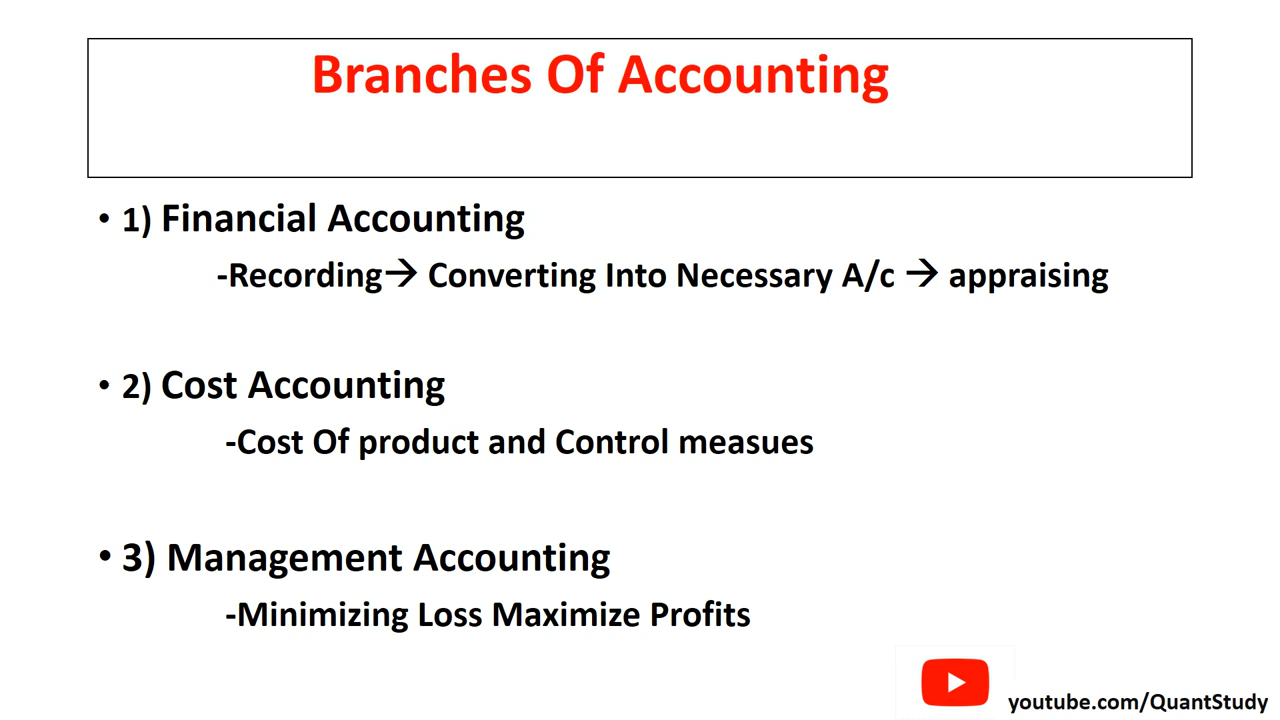 Branches Of Accounting
• 1) Financial Accounting
-Recording→ Converting Into Necessary A/c → appraising
• 2) Cost Accounting
-Cost Of product and Control measues
• 3) Management Accounting
-Minimizing Loss Maximize Profits
youtube.com/QuantStudy